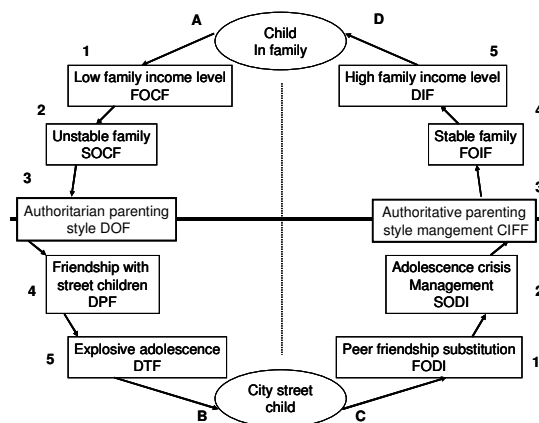 A
Child
In family
D
1
Low family income level
FOCF
5
High family income level
DIF
2
Unstable family
SOCF
4
Stable family
FOIF
3
Authoritarian parenting
style DOF
3
Authoritative parenting
style mangement CIFF
4
Friendship with
street children
DPF
2
Adolescence crisis
Management
SODI
5
Explosive adolescence
DTF
1
Peer friendship substitution
FODI
B
City street
child
C